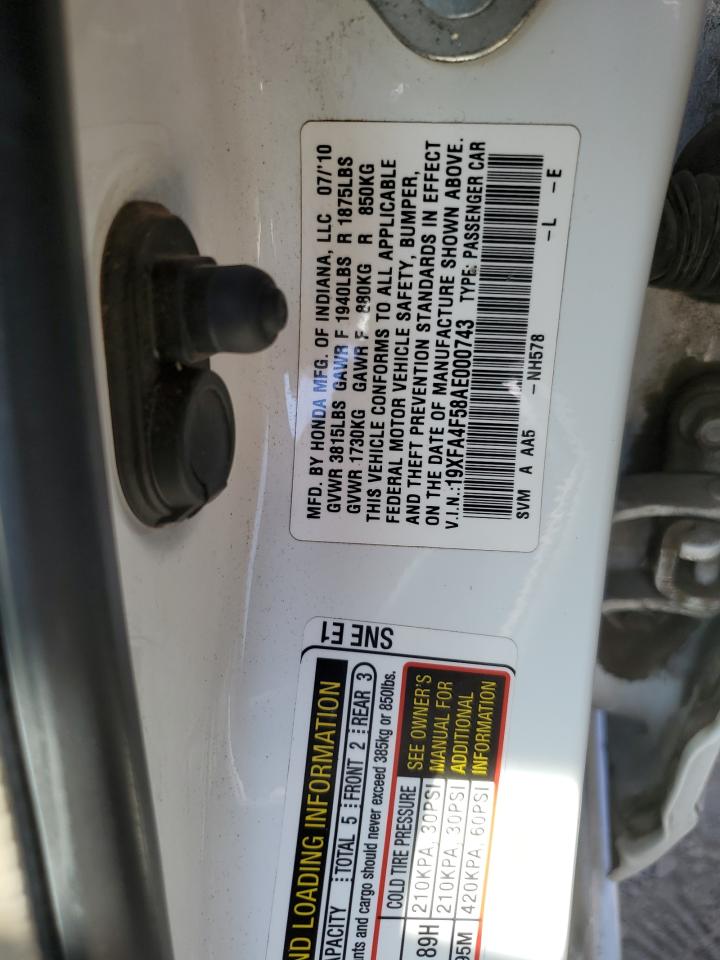 MFD. BY HONDA MFG. OF INDIANA, LLC 07/'10
GVWR 3815LBS GAWR F 1940LBS R 1875LBS
GVWR 1730KG GAWR F 880KG R 850KG
THIS VEHICLE CONFORMS TO ALL APPLICABLE
FEDERAL MOTOR VEHICLE SAFETY, BUMPER,
AND THEFT PREVENTION STANDARDS IN EFFECT
ON THE DATE OF MANUFACTURE SHOWN ABOVE.
V.I.N.:19XFA4F58AE000743 TYPE: PASSENGER CAR
SVM A AA5 -NH578 -L -E
SNE E1
LOADING INFORMATION
TOTAL 5 FRONT 2 REAR 3
and cargo should never exceed 385kg or 850lbs.
COLD TIRE PRESSURE SEE OWNER'S
89H 210KPA, 30PSI MANUAL FOR
210KPA, 30PSI ADDITIONAL
420KPA, 60PSI INFORMATION